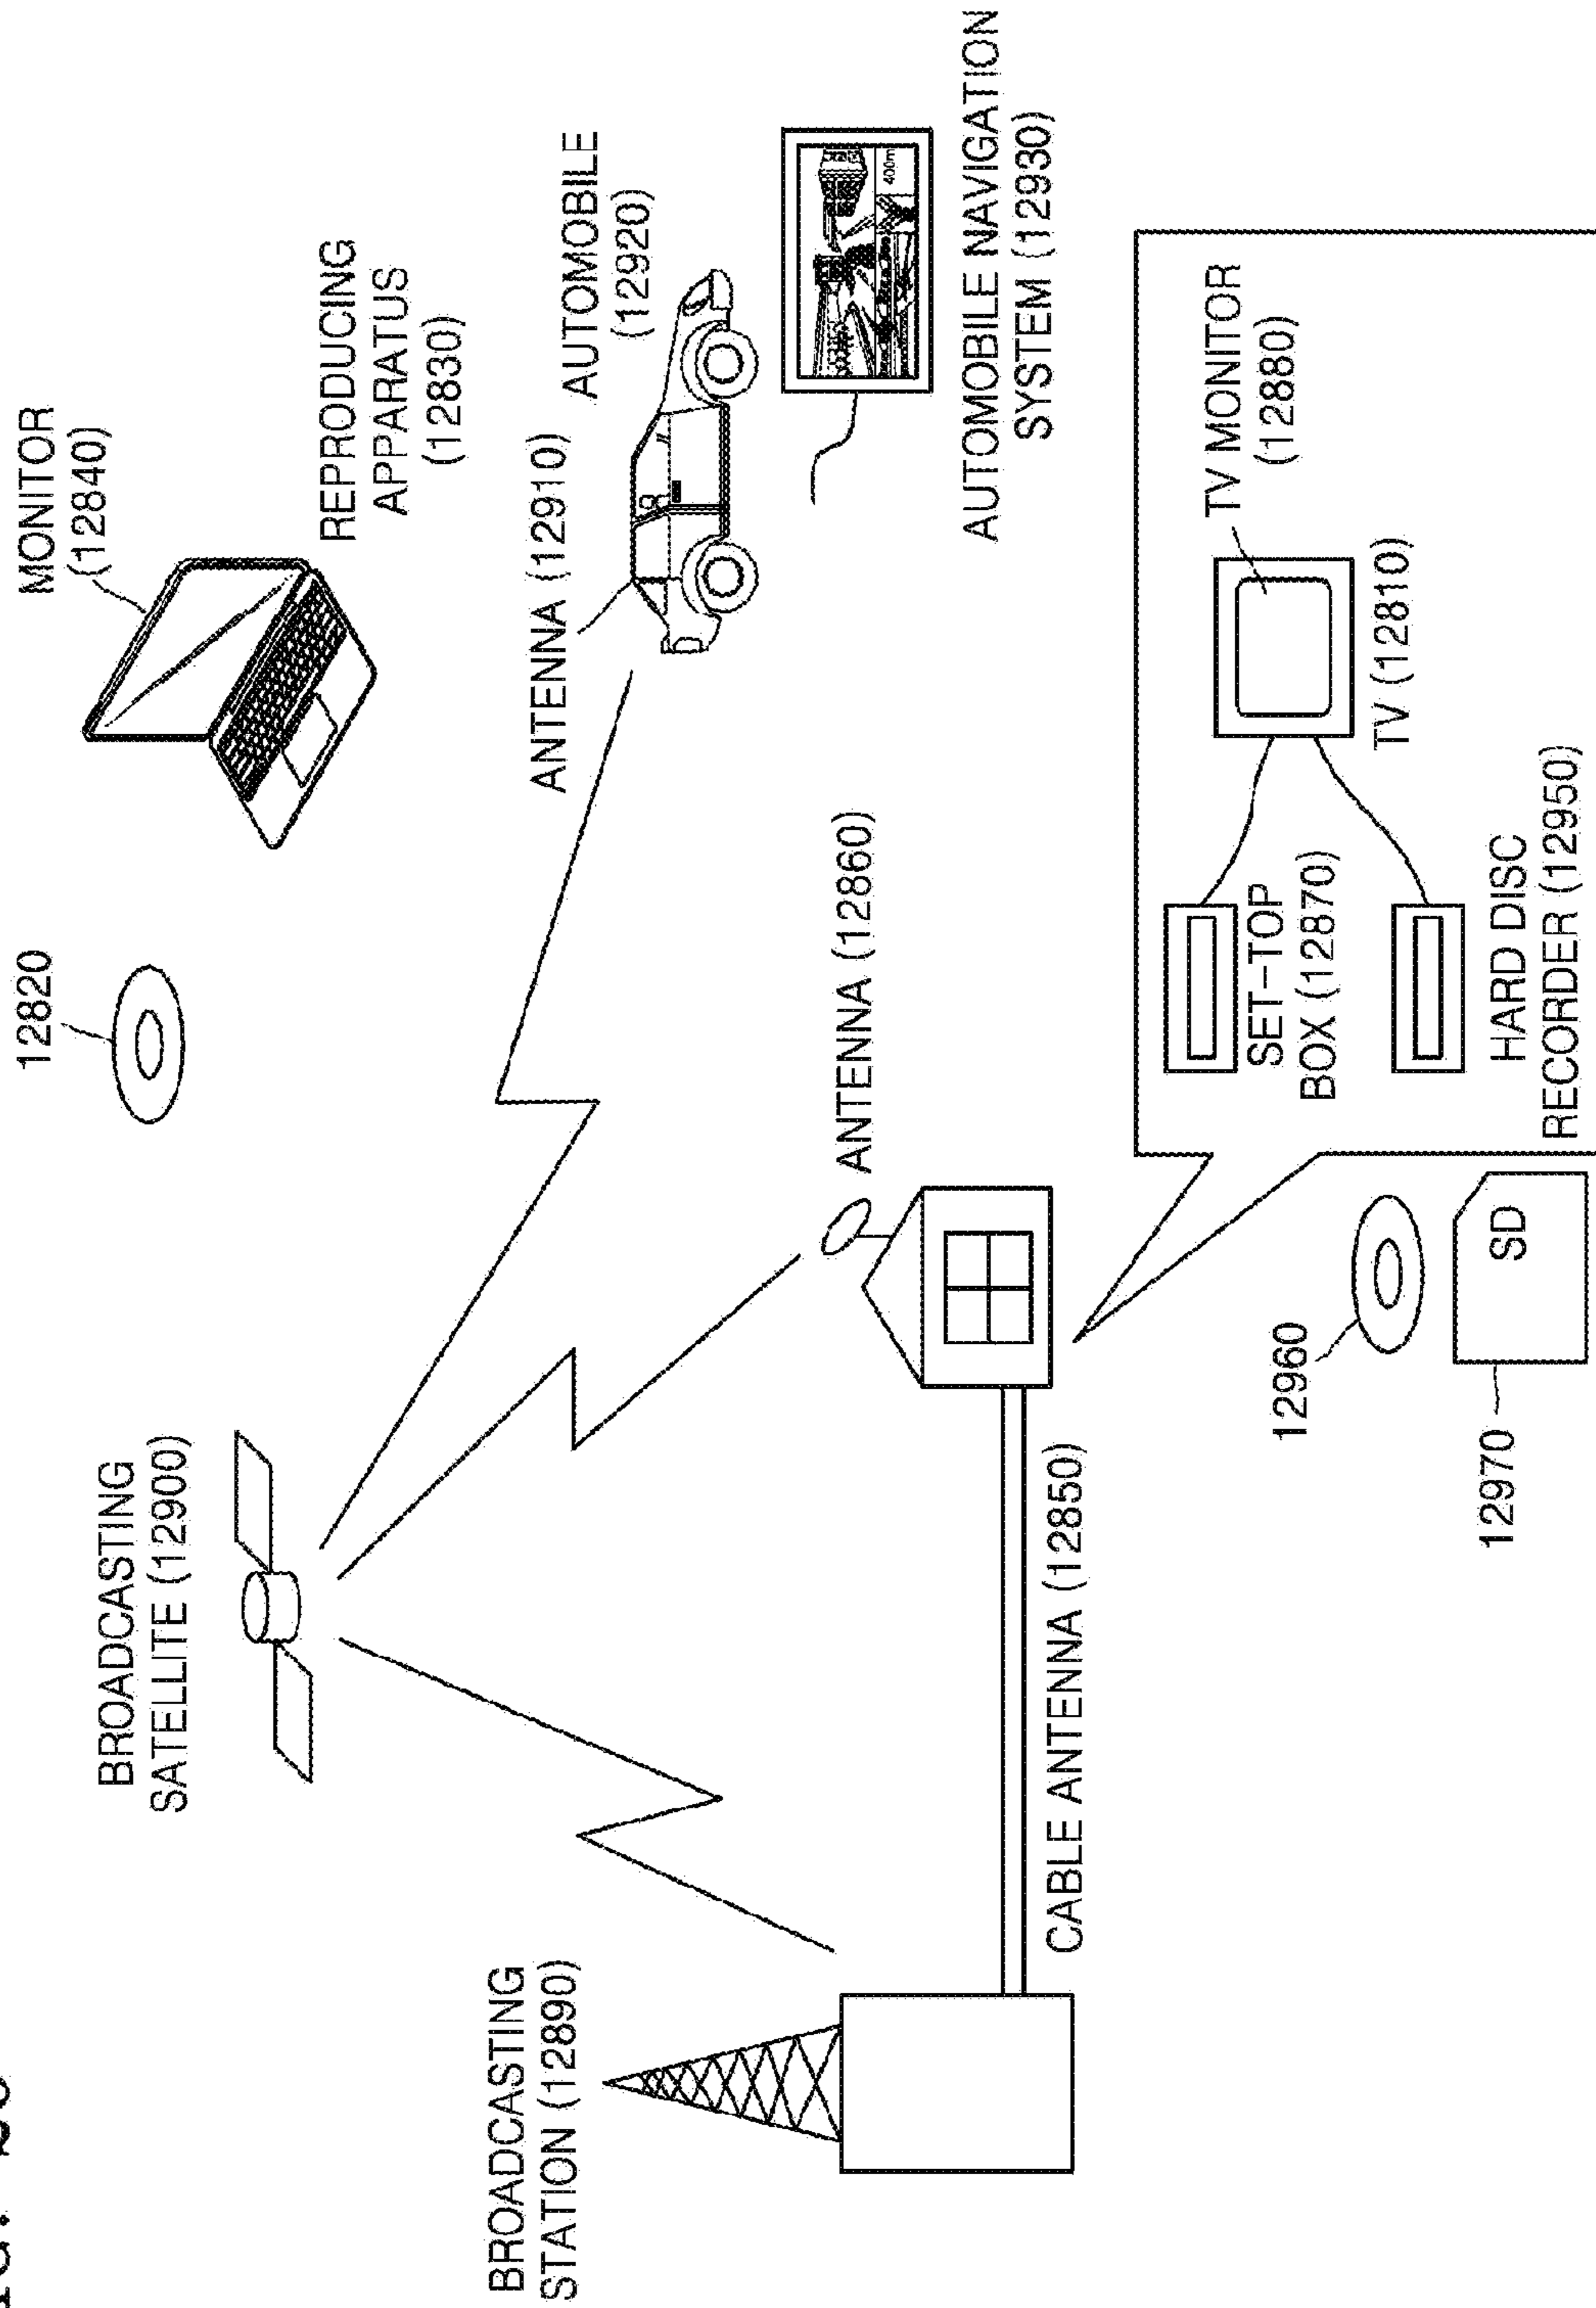 BROADCASTING
SATELLITE (12900)
12820
MONITOR
(12840)
REPRODUCING
APPARATUS
(12830)
BROADCASTING
STATION (12890)
ANTENNA (12910)
AUTOMOBILE
(12920)
400m
ANTENNA (12860)
AUTOMOBILE NAVIGATION
SYSTEM (12930)
CABLE ANTENNA (12850)
SET-TOP
BOX (12870)
TV MONITOR
(12880)
TV (12810)
12960
12970
SD
HARD DISC
RECORDER (12950)